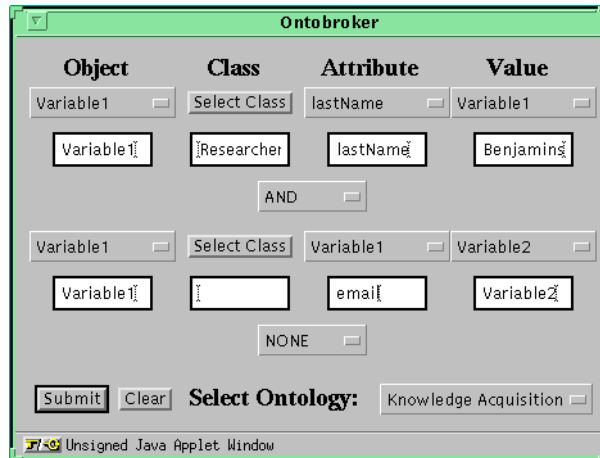 Ontobroker
Object Class Attribute Value
Variable1 Select Class lastName Variable1
Variable1 Researcher lastName Benjamins
AND
Variable1 Select Class Variable1 Variable2
Variable1 email Variable2
NONE
Submit Clear Select Ontology: Knowledge Acquisition
Unsigned Java Applet Window